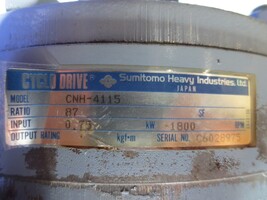 CYCLO DRIVE Sumitomo Heavy Industries, Ltd.
JAPAN
MODEL CNH-4115
RATIO 87 SF
INPUT kW 1800 RPM
OUTPUT RATING kgf·m SERIAL NO.